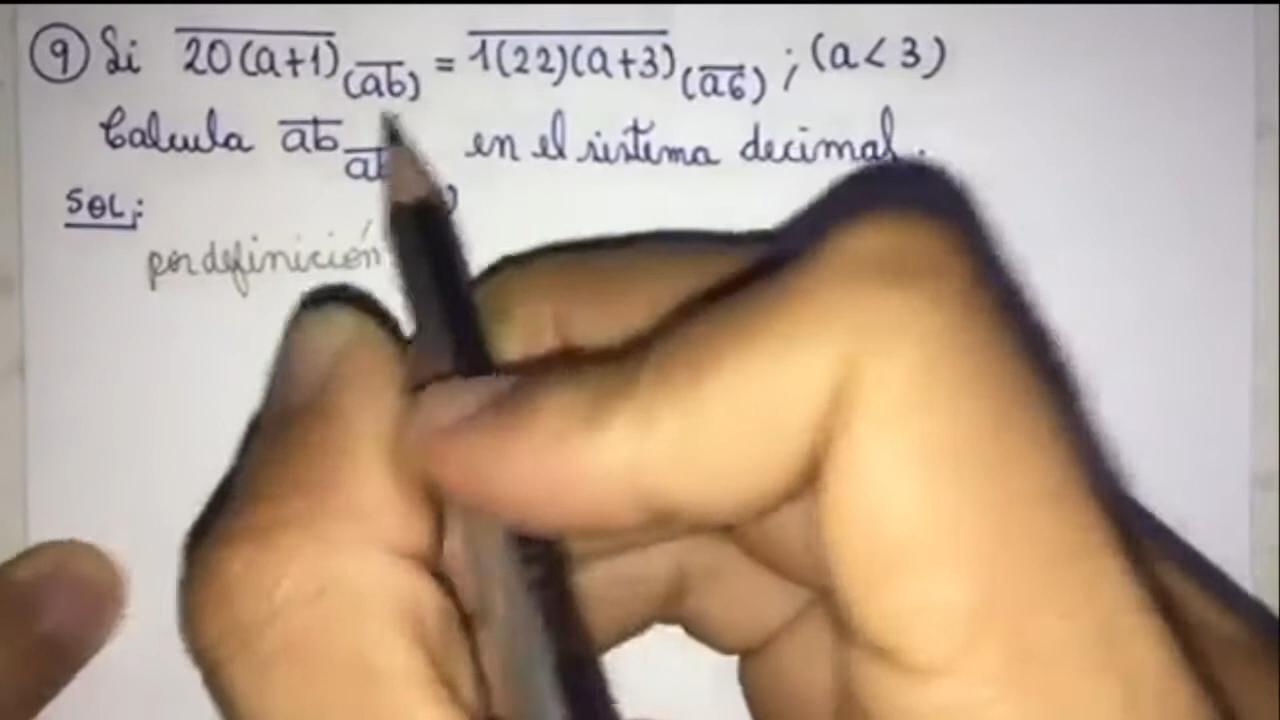 9 Si 20(a+1)(ab) = 1(22)(a+3)(a6) ; (a<3)
Calcula ab en el sistema decimal.
SOL:
por definición